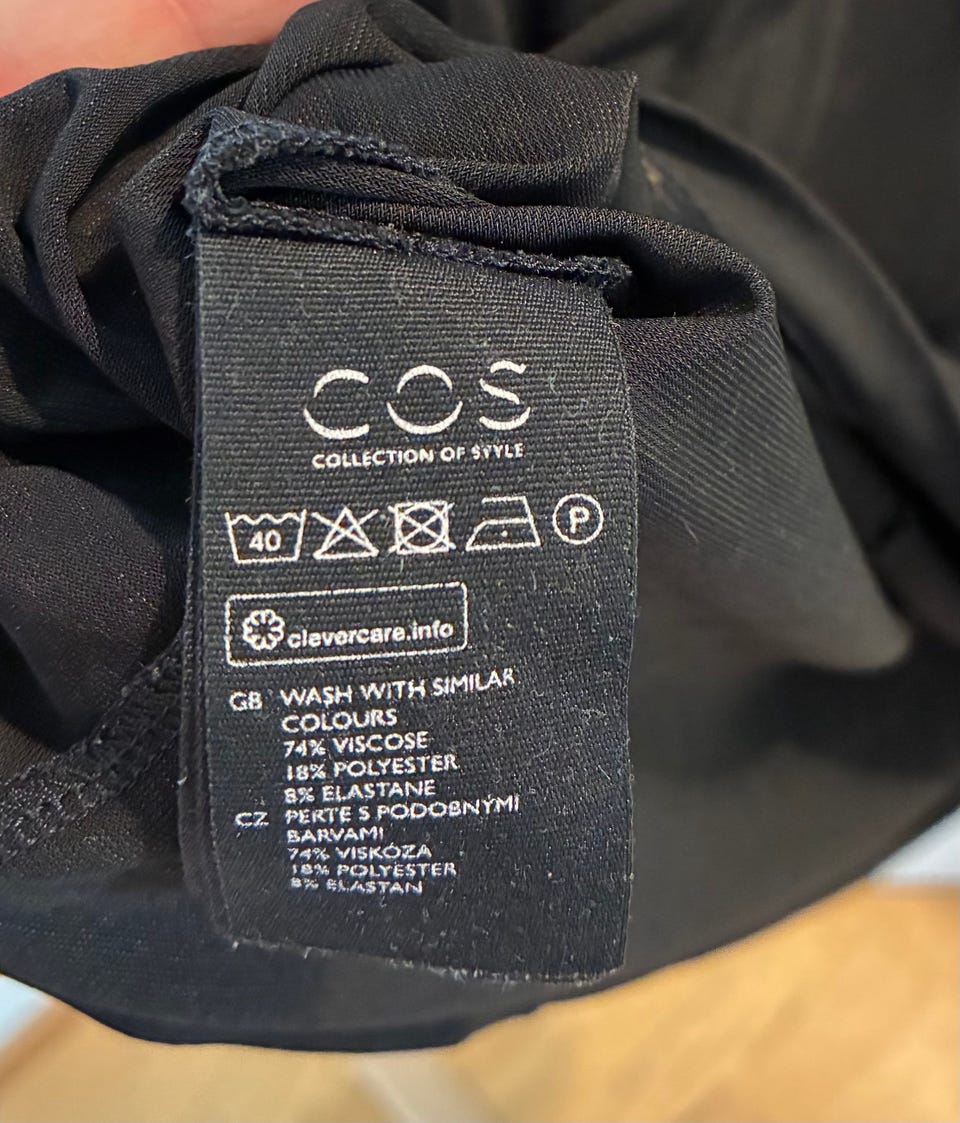 COS
COLLECTION OF STYLE
40 P
clevercare.info
GB WASH WITH SIMILAR
COLOURS
74% VISCOSE
18% POLYESTER
8% ELASTANE
CZ PERTE S PODOBNÝMI
BARVAMI
74% VISKÓZA
18% POLYESTER
8% ELASTAN